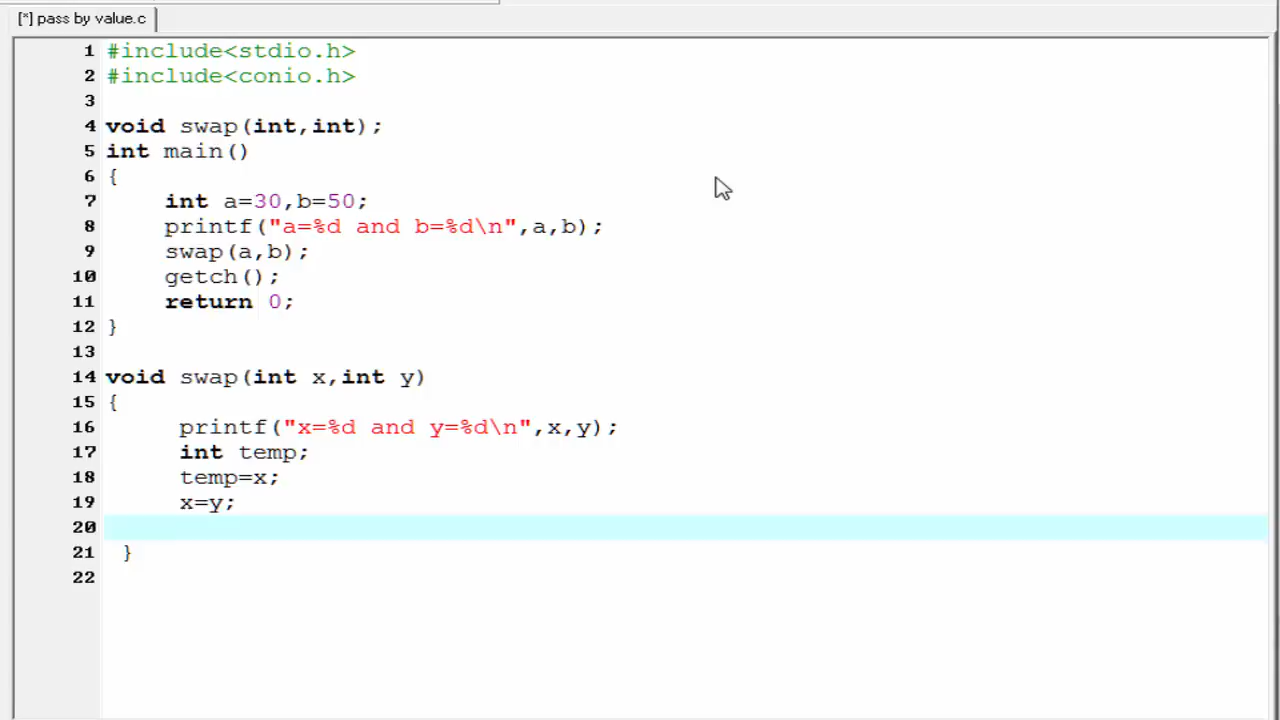 [*] pass by value.c
1 #include<stdio.h>
2 #include<conio.h>
3
4 void swap(int,int);
5 int main()
6 {
7 int a=30,b=50;
8 printf("a=%d and b=%d\n",a,b);
9 swap(a,b);
10 getch();
11 return 0;
12 }
13
14 void swap(int x,int y)
15 {
16 printf("x=%d and y=%d\n",x,y);
17 int temp;
18 temp=x;
19 x=y;
20
21 }
22